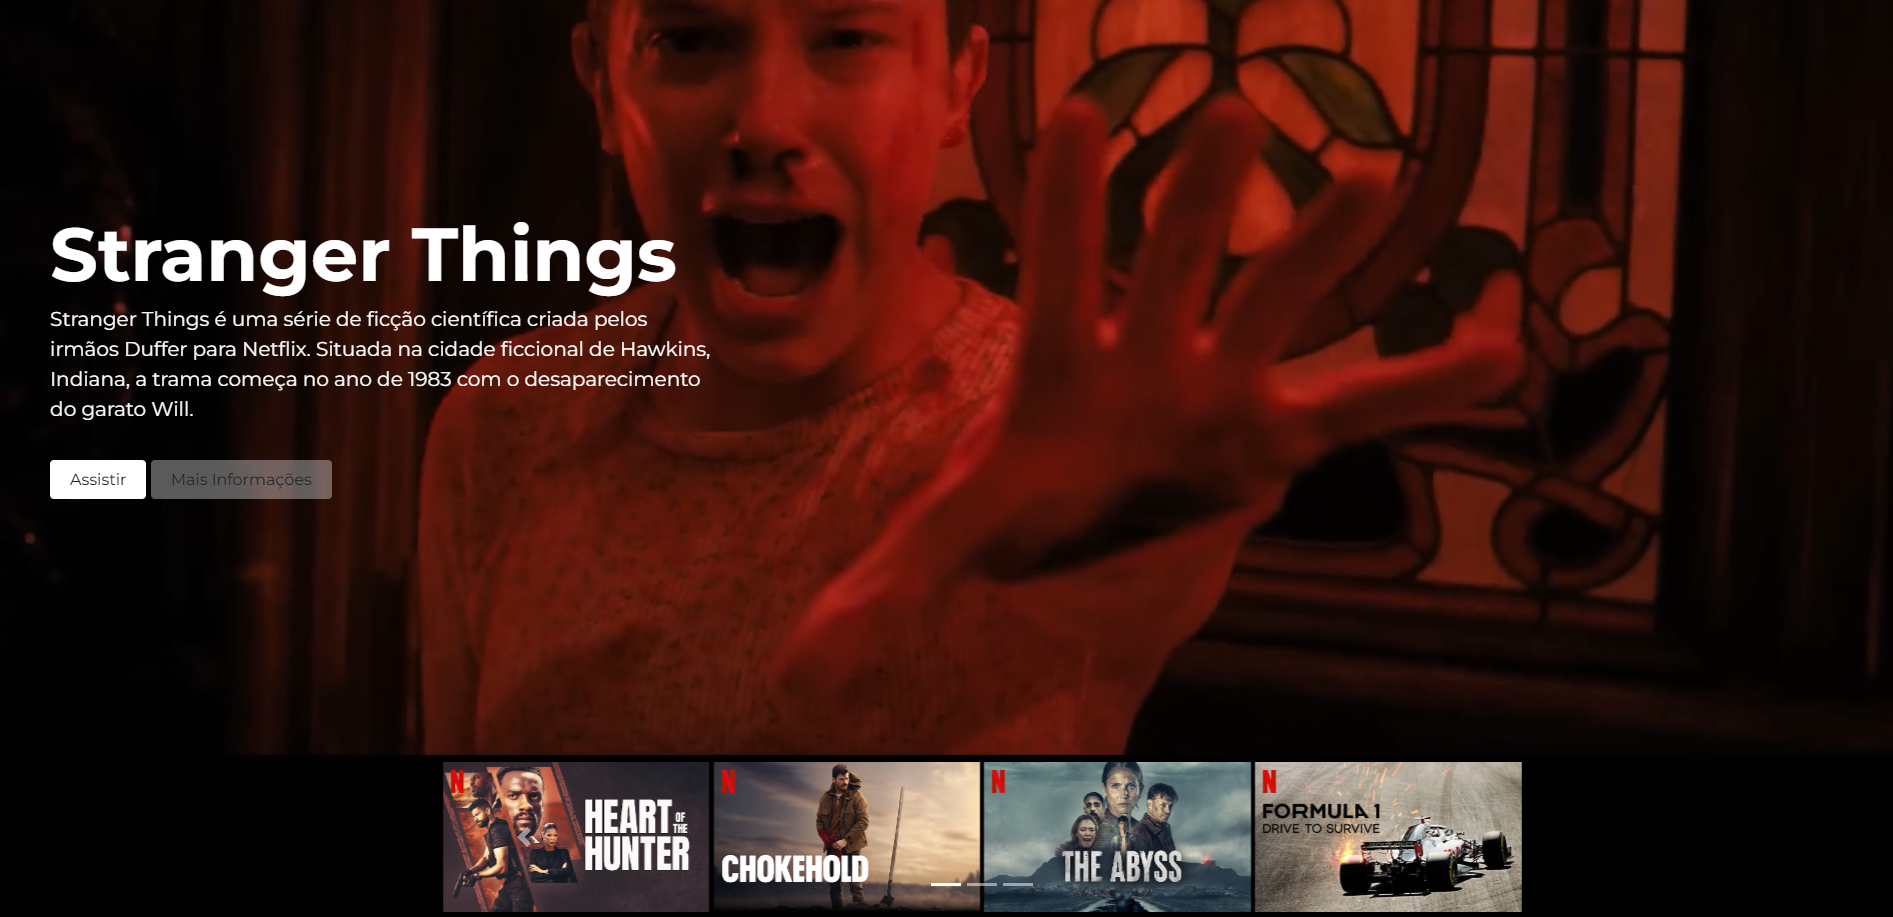 Stranger Things
Stranger Things é uma série de ficção científica criada pelos
irmãos Duffer para Netflix. Situada na cidade ficcional de Hawkins,
Indiana, a trama começa no ano de 1983 com o desaparecimento
do garato Will.
Assistir
Mais Informações
N
HEART OF THE
HUNTER
N
CHOKEHOLD
N
THE ABYSS
N
FORMULA 1
DRIVE TO SURVIVE